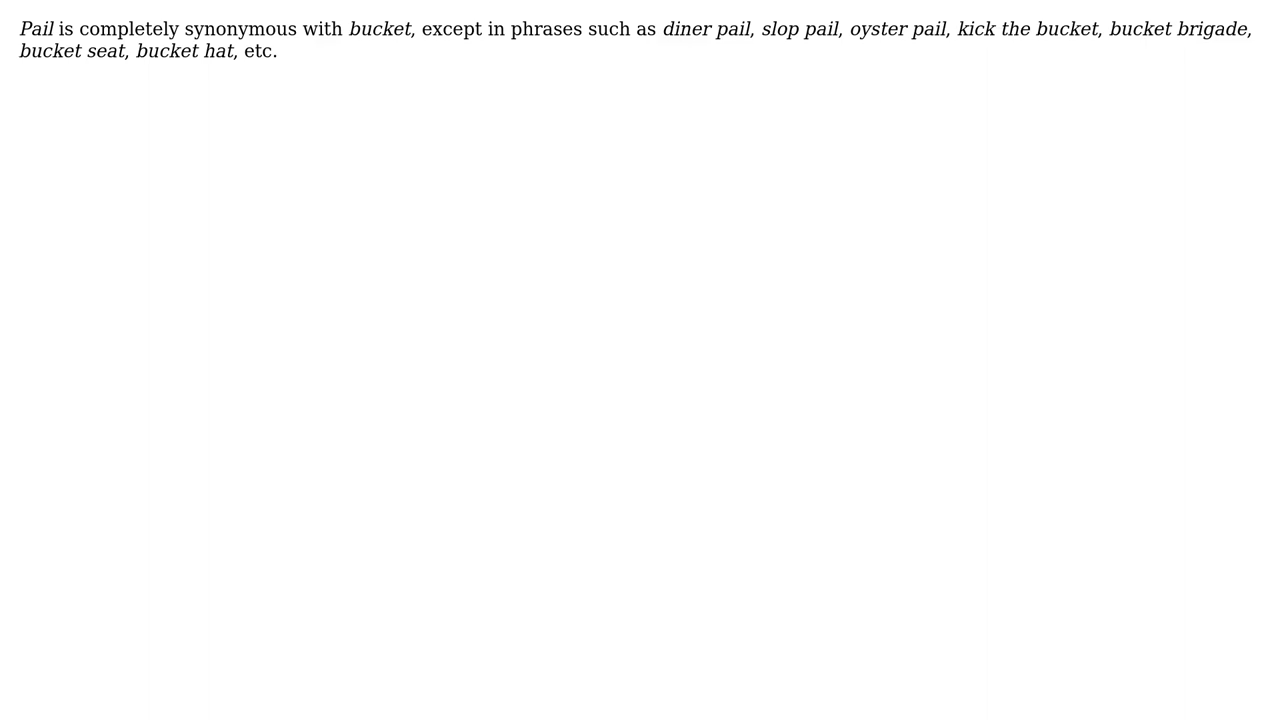 Pail is completely synonymous with bucket, except in phrases such as diner pail, slop pail, oyster pail, kick the bucket, bucket brigade,
bucket seat, bucket hat, etc.